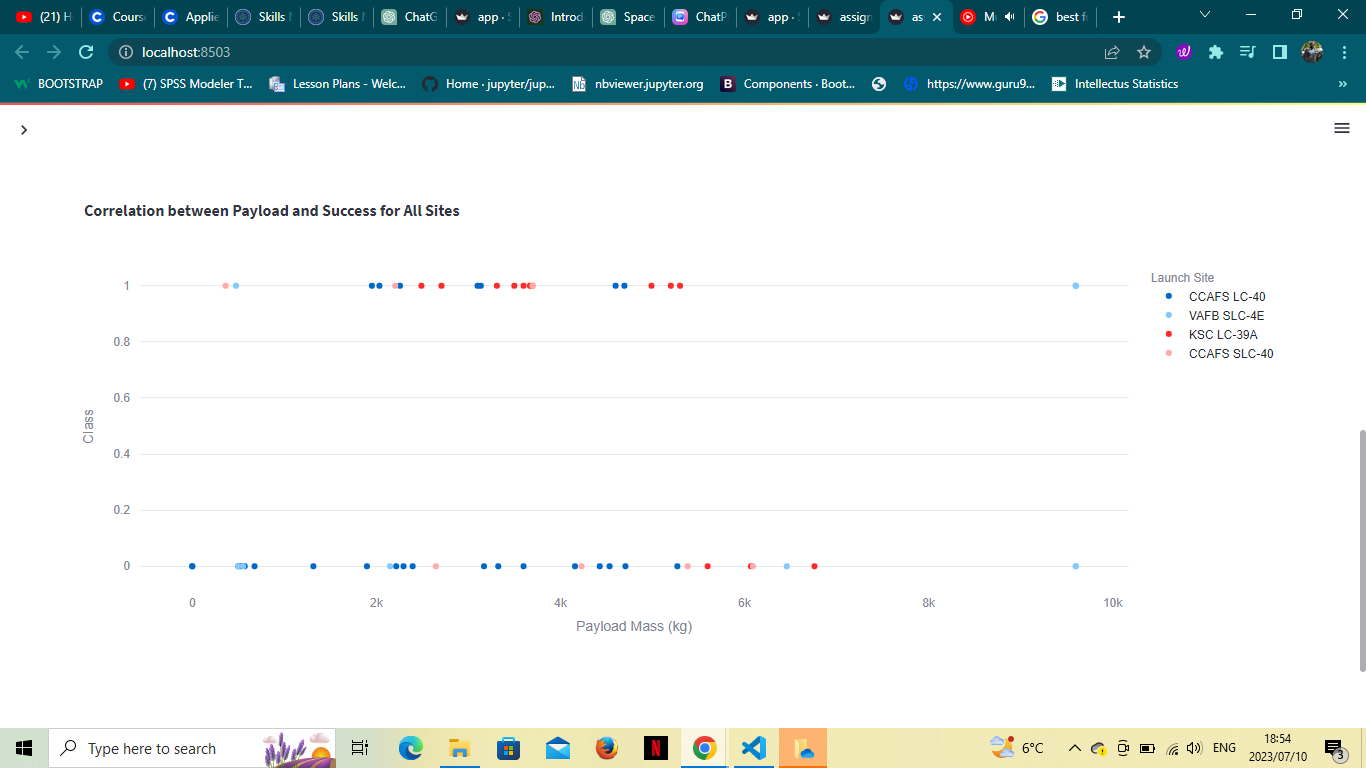 (21) H Cours Applie Skills Skills ChatG app · S Introd Space ChatP app · assign as M best f
localhost:8503
BOOTSTRAP (7) SPSS Modeler T... Lesson Plans - Welc... Home · jupyter/jup... nbviewer.jupyter.org Components · Boot... https://www.guru9... Intellectus Statistics »
Correlation between Payload and Success for All Sites
Launch Site
CCAFS LC-40
VAFB SLC-4E
KSC LC-39A
CCAFS SLC-40
1
0.8
0.6
0.4
0.2
0
Class
0 2k 4k 6k 8k 10k
Payload Mass (kg)
Type here to search
6°C ENG 18:54
2023/07/10 3